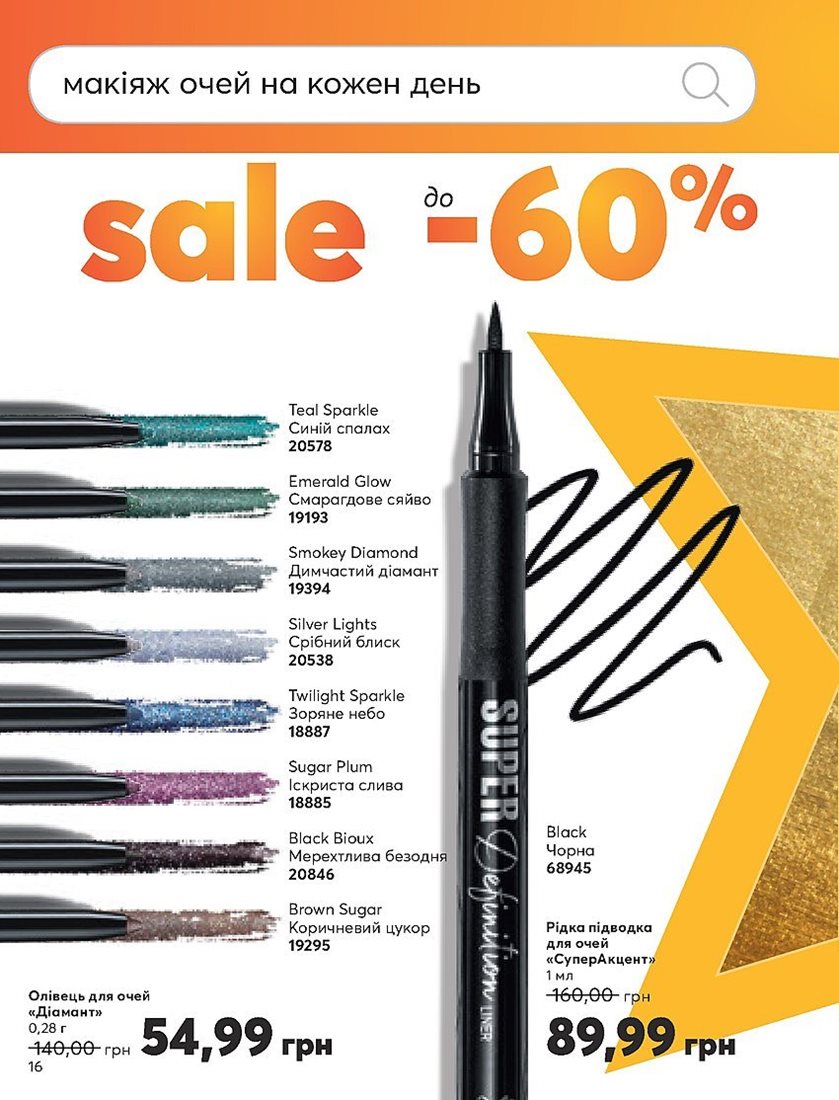 макіяж очей на кожен день
sale до -60%
Teal Sparkle
Синій спалах
20578
Emerald Glow
Смарагдове сяйво
19193
Smokey Diamond
Димчастий діамант
19394
Silver Lights
Срібний блиск
20538
Twilight Sparkle
Зоряне небо
18887
Sugar Plum
Іскриста слива
18885
Black Bioux
Мерехтлива безодня
20846
Brown Sugar
Коричневий цукор
19295
Олівець для очей
«Діамант»
0,28 г
140,00 грн
54,99 грн
16
SUPER Definition LINER
Black
Чорна
68945
Рідка підводка
для очей
«СуперАкцент»
1 мл
160,00 грн
89,99 грн